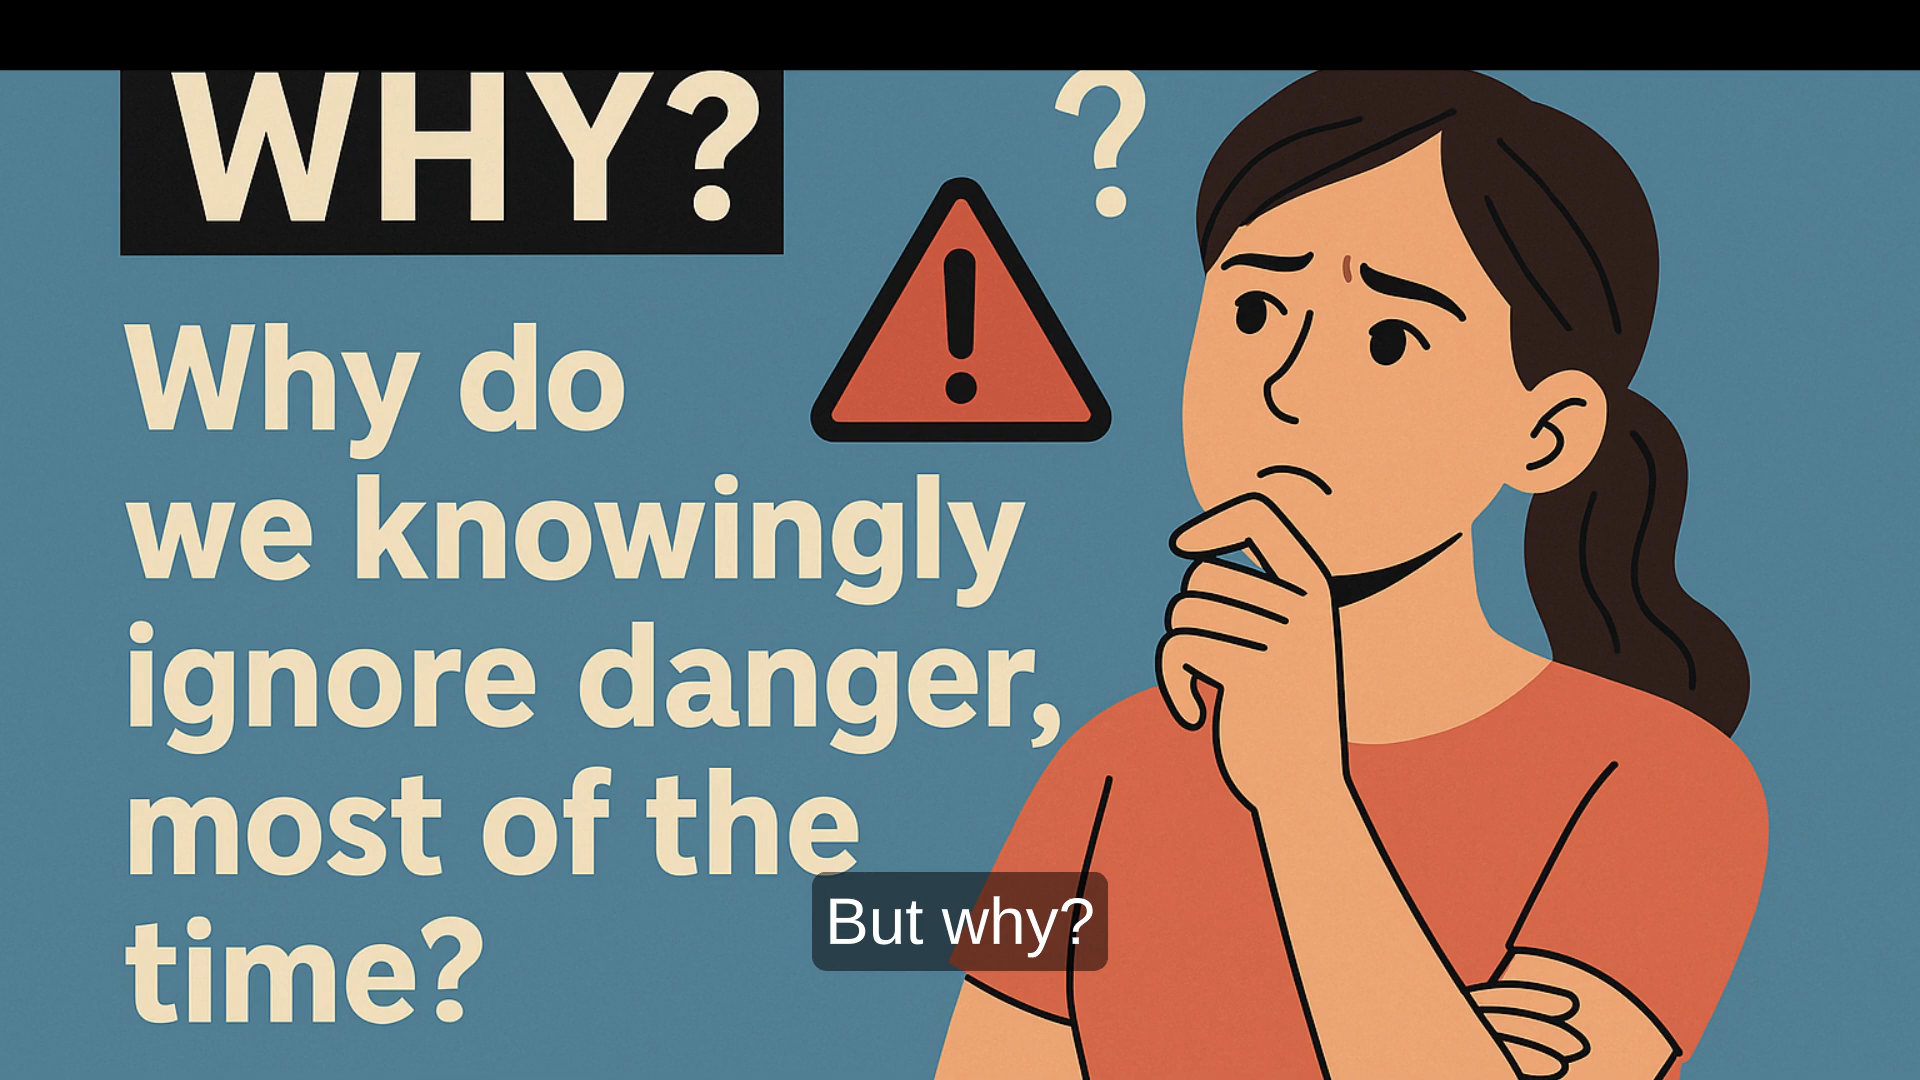 WHY?
?
Why do
we knowingly
ignore danger,
most of the
time?
But why?